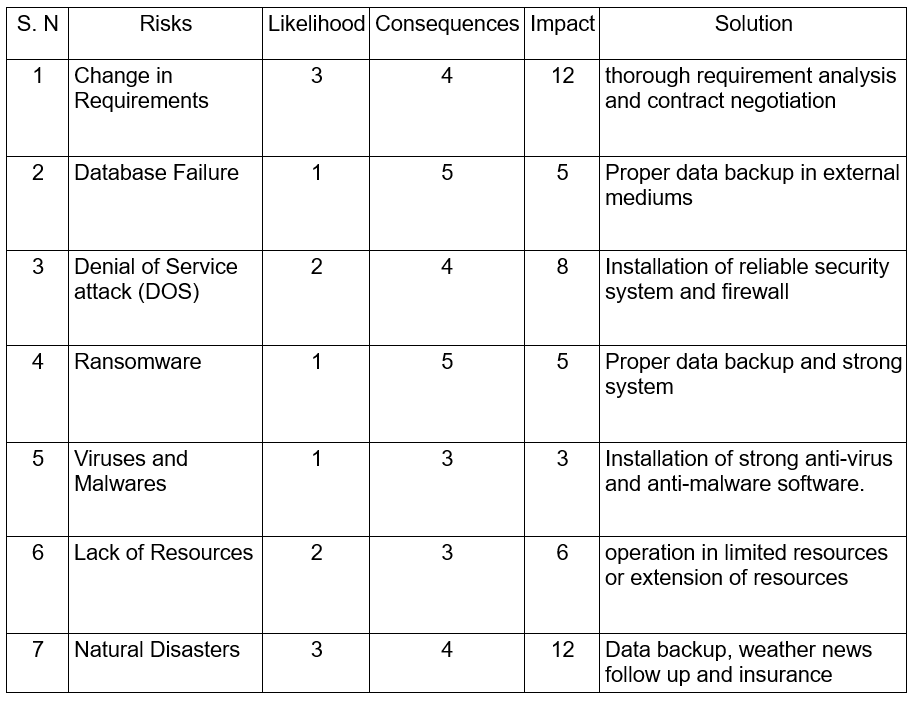 S. N Risks Likelihood Consequences Impact Solution
1 Change in 3 4 12 thorough requirement analysis
Requirements and contract negotiation
2 Database Failure 1 5 5 Proper data backup in external
mediums
3 Denial of Service 2 4 8 Installation of reliable security
attack (DOS) system and firewall
4 Ransomware 1 5 5 Proper data backup and strong
system
5 Viruses and 1 3 3 Installation of strong anti-virus
Malwares and anti-malware software.
6 Lack of Resources 2 3 6 operation in limited resources
or extension of resources
7 Natural Disasters 3 4 12 Data backup, weather news
follow up and insurance